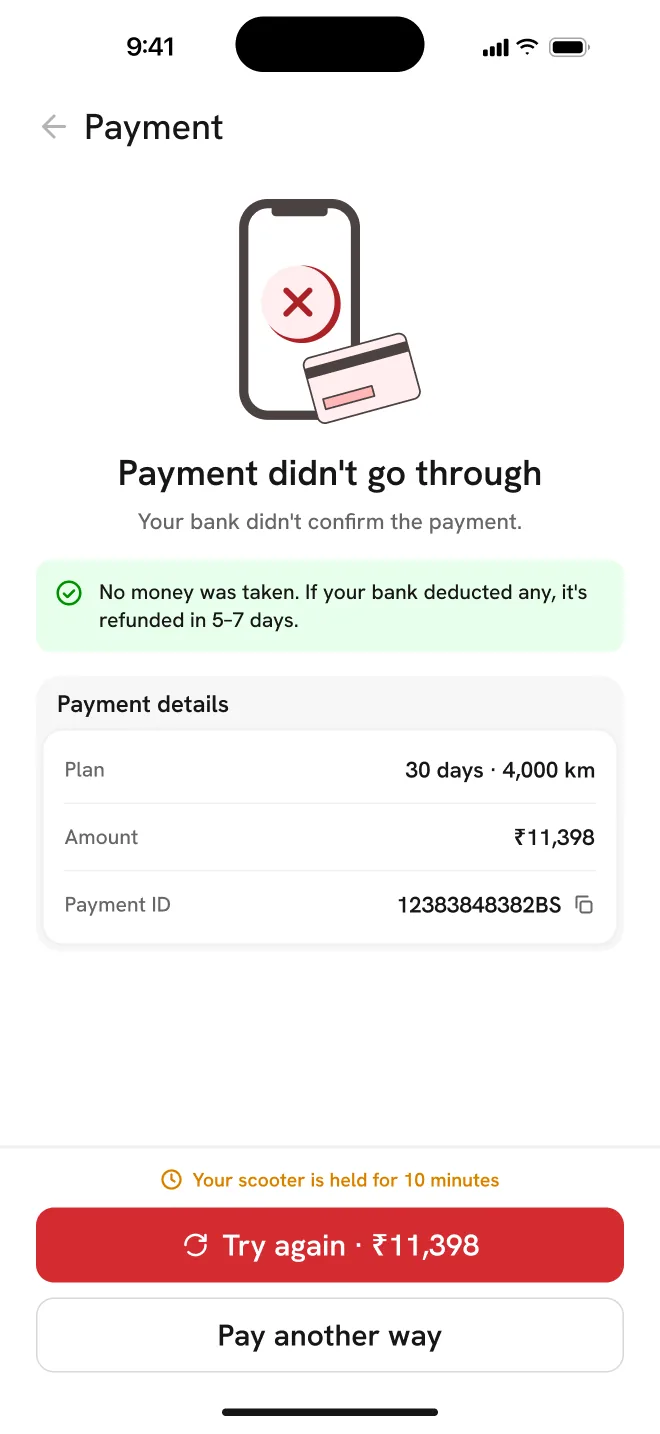 9:41
Payment
Payment didn't go through
Your bank didn't confirm the payment.
No money was taken. If your bank deducted any, it's
refunded in 5–7 days.
Payment details
Plan 30 days · 4,000 km
Amount ₹11,398
Payment ID 12383848382BS
Your scooter is held for 10 minutes
Try again · ₹11,398
Pay another way